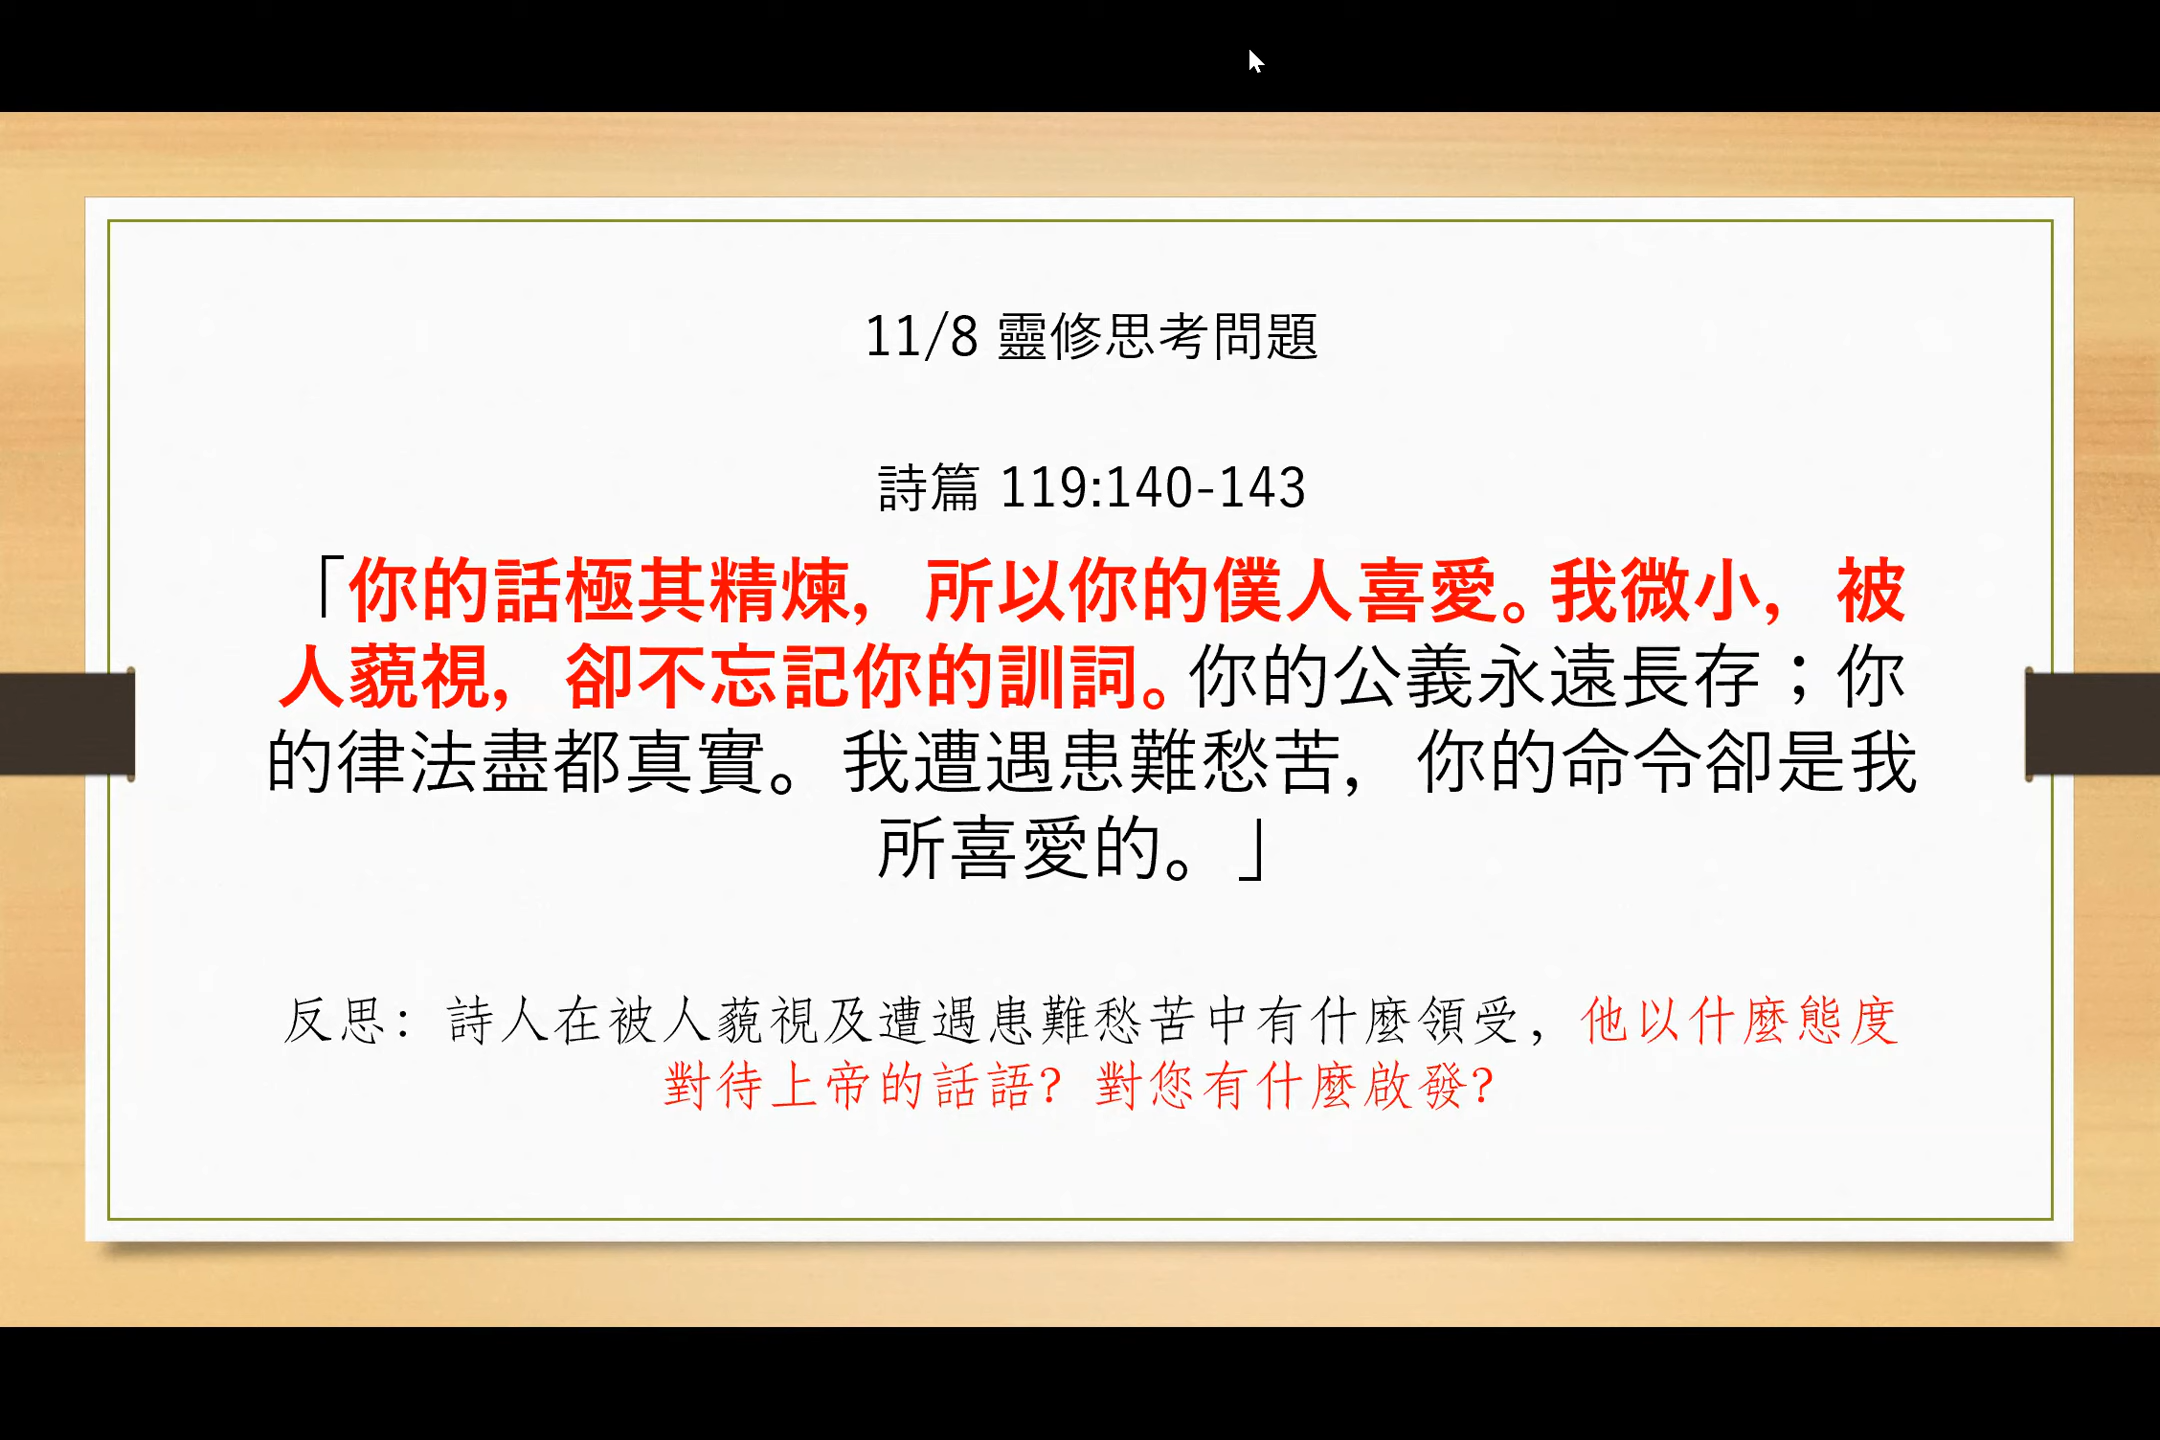 11/8 靈修思考問題
詩篇 119:140-143
「你的話極其精煉，所以你的僕人喜愛。我微小，被
人藐視，卻不忘記你的訓詞。你的公義永遠長存；你
的律法盡都真實。我遭遇患難愁苦，你的命令卻是我
所喜愛的。」
反思：詩人在被人藐視及遭遇患難愁苦中有什麼領受，他以什麼態度
對待上帝的話語？對您有什麼啟發？